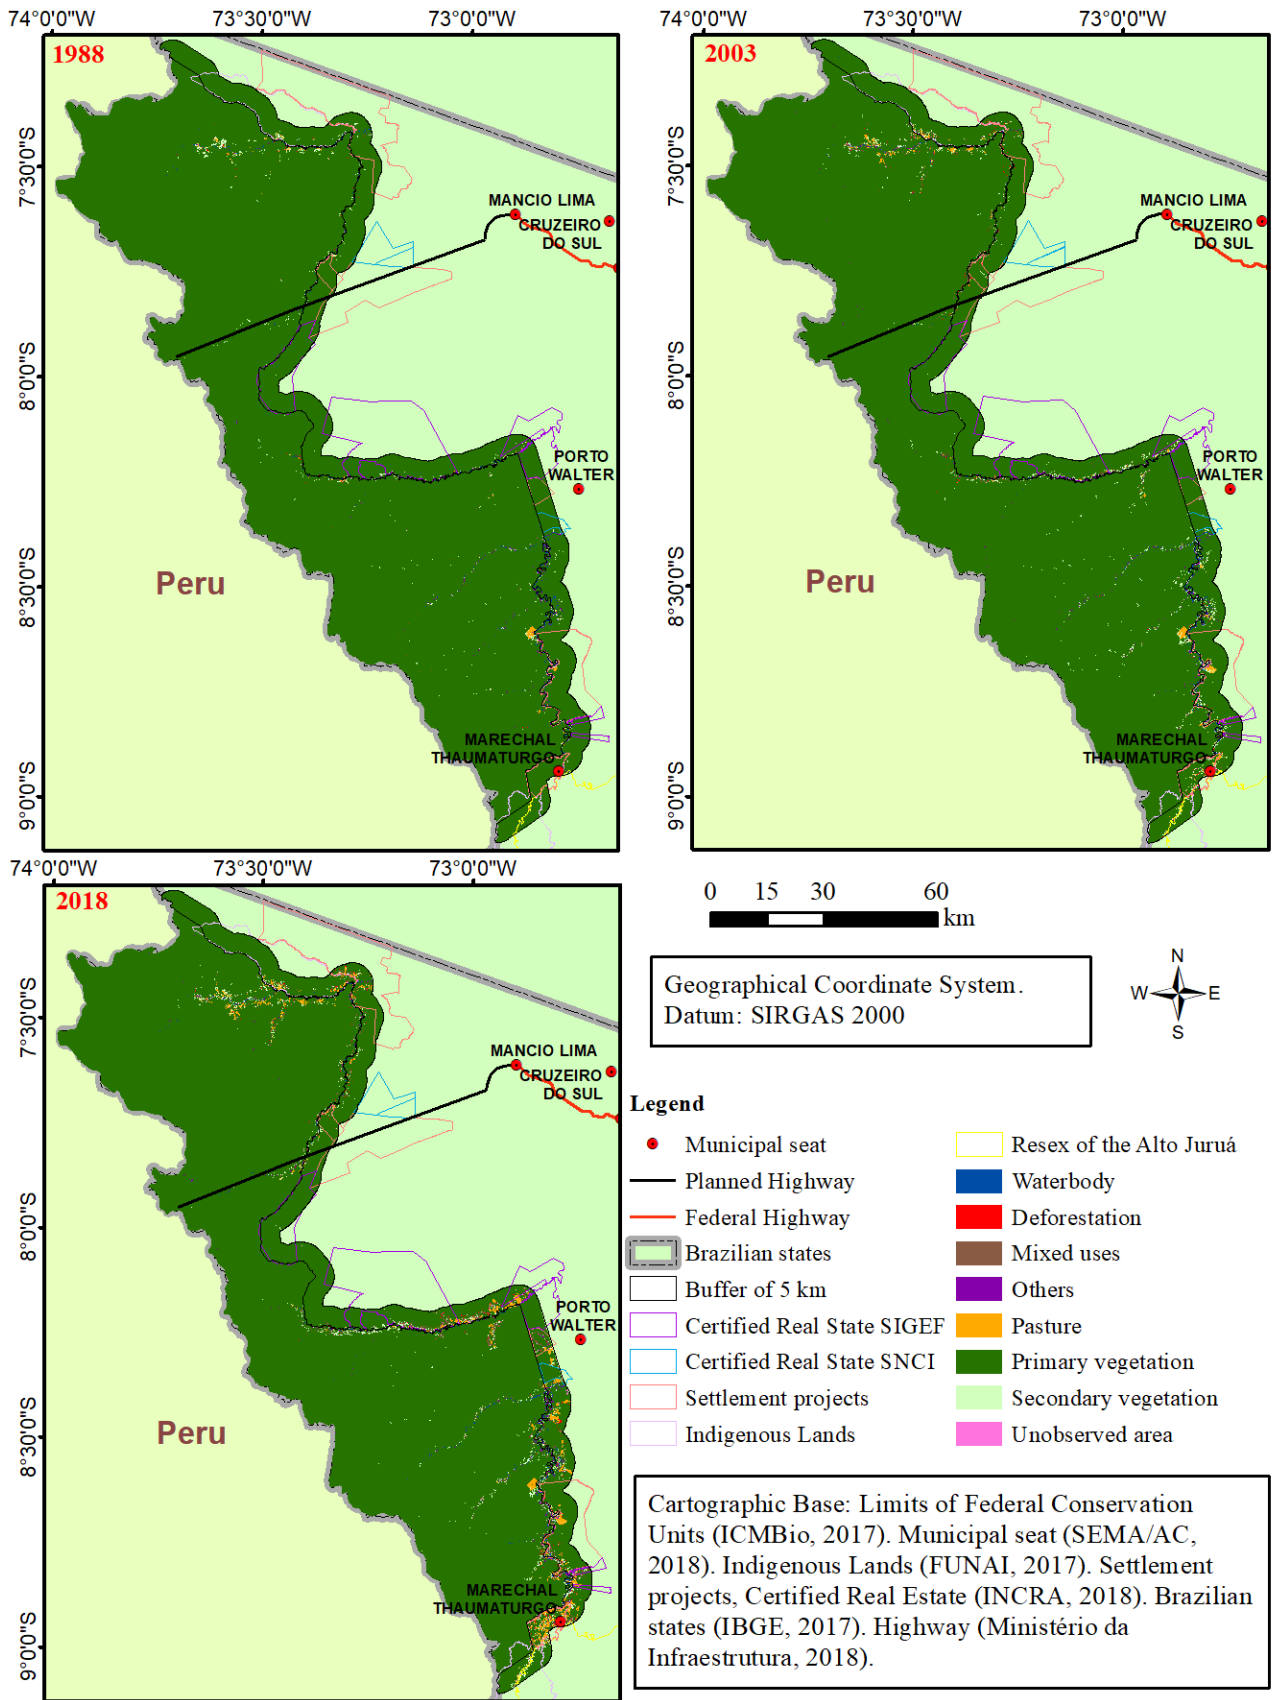 74°0'0"W 73°30'0"W 73°0'0"W
1988
7°30'0"S
8°0'0"S
8°30'0"S
9°0'0"S
MANCIO LIMA
CRUZEIRO
DO SUL
PORTO
WALTER
Peru
MARECHAL
THAUMATURGO
74°0'0"W 73°30'0"W 73°0'0"W
2003
7°30'0"S
8°0'0"S
8°30'0"S
9°0'0"S
MANCIO LIMA
CRUZEIRO
DO SUL
PORTO
WALTER
Peru
MARECHAL
THAUMATURGO
74°0'0"W 73°30'0"W 73°0'0"W
2018
7°30'0"S
8°0'0"S
8°30'0"S
9°0'0"S
MANCIO LIMA
CRUZEIRO
DO SUL
PORTO
WALTER
Peru
MARECHAL
THAUMATURGO
0 15 30 60
km
Geographical Coordinate System.
Datum: SIRGAS 2000
N
W E
S
Legend
Municipal seat
Planned Highway
Federal Highway
Brazilian states
Buffer of 5 km
Certified Real State SIGEF
Certified Real State SNCI
Settlement projects
Indigenous Lands
Resex of the Alto Juruá
Waterbody
Deforestation
Mixed uses
Others
Pasture
Primary vegetation
Secondary vegetation
Unobserved area
Cartographic Base: Limits of Federal Conservation
Units (ICMBio, 2017). Municipal seat (SEMA/AC,
2018). Indigenous Lands (FUNAI, 2017). Settlement
projects, Certified Real Estate (INCRA, 2018). Brazilian
states (IBGE, 2017). Highway (Ministério da
Infraestrutura, 2018).